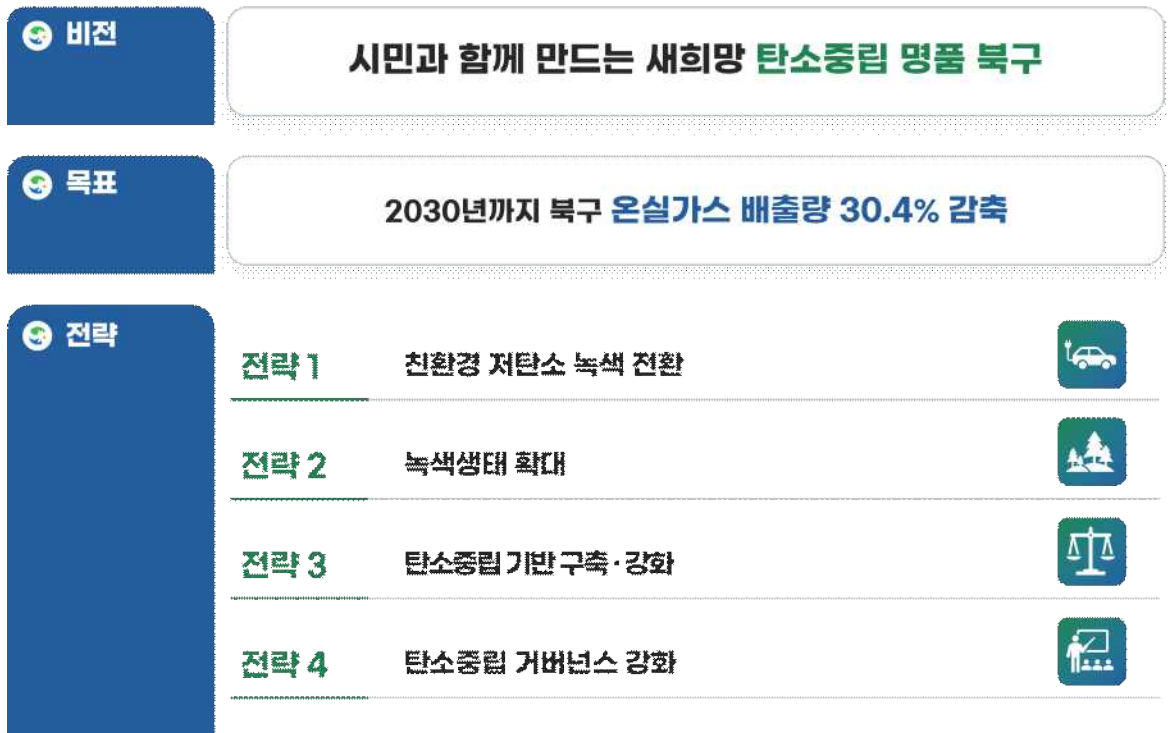 비전
시민과 함께 만드는 새희망 탄소중립 명품 북구
목표
2030년까지 북구 온실가스 배출량 30.4% 감축
전략
전략 1 친환경 저탄소 녹색 전환
전략 2 녹색생태 확대
전략 3 탄소중립 기반 구축·강화
전략 4 탄소중립 거버넌스 강화